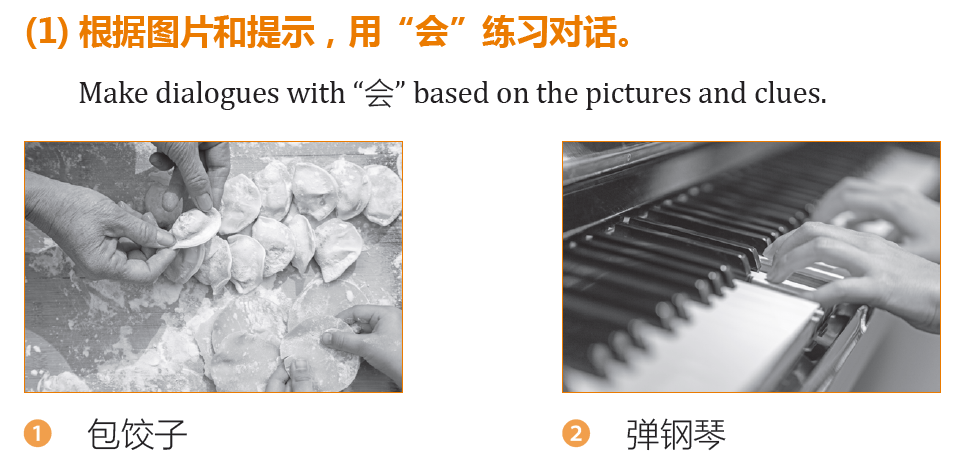 (1) 根据图片和提示，用“会”练习对话。
Make dialogues with “会” based on the pictures and clues.
1 包饺子
2 弹钢琴